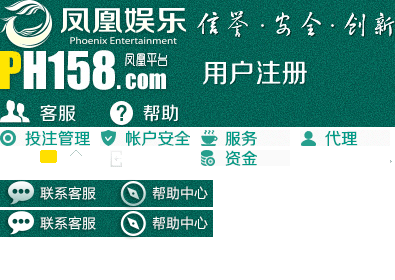 凤凰娱乐 信誉·安全·创新
Phoenix Entertainment
PH158.com 凤凰平台 用户注册
客服 帮助
投注管理 帐户安全 服务 代理
资金
联系客服 帮助中心
联系客服 帮助中心